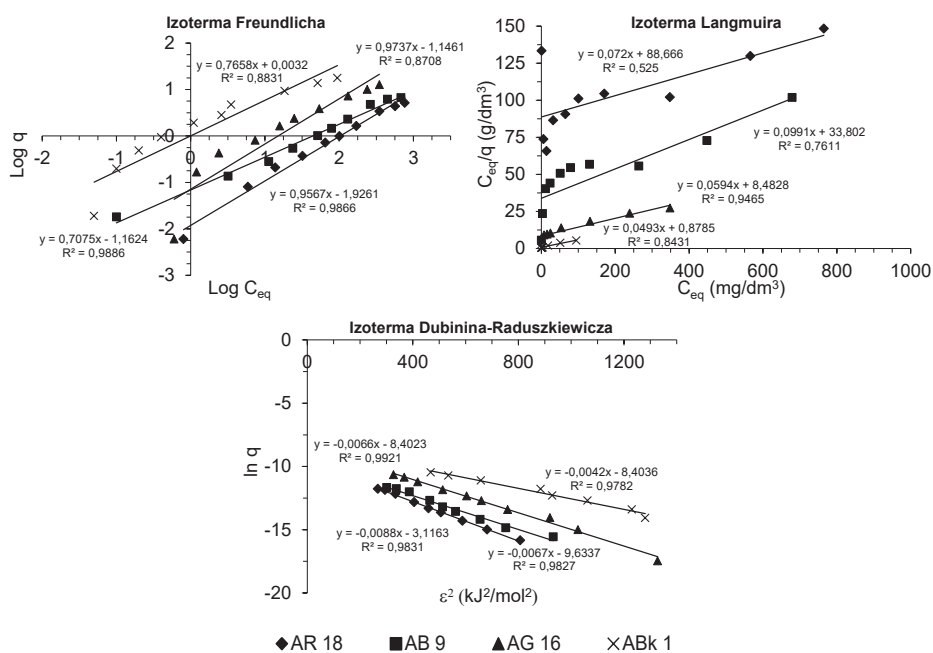 Izoterma Freundlicha
Log q
2
1
0
-1
-2
-3
-2
-1
0
1
2
3
y = 0,7658x + 0,0032
R² = 0,8831
y = 0,9737x - 1,1461
R² = 0,8708
y = 0,9567x - 1,9261
R² = 0,9866
y = 0,7075x - 1,1624
R² = 0,9886
Log Ceq
Izoterma Langmuira
Ceq/q (g/dm³)
150
125
100
75
50
25
0
y = 0,072x + 88,666
R² = 0,525
y = 0,0991x + 33,802
R² = 0,7611
y = 0,0594x + 8,4828
R² = 0,9465
y = 0,0493x + 0,8785
R² = 0,8431
0
200
400
600
800
1000
Ceq (mg/dm³)
Izoterma Dubinina-Raduszkiewicza
0
400
800
1200
-0
-5
-10
-15
-20
ln q
y = -0,0066x - 8,4023
R² = 0,9921
y = -0,0042x - 8,4036
R² = 0,9782
y = -0,0088x - 3,1163
R² = 0,9831
y = -0,0067x - 9,6337
R² = 0,9827
ε² (kJ²/mol²)
AR 18
AB 9
AG 16
ABk 1